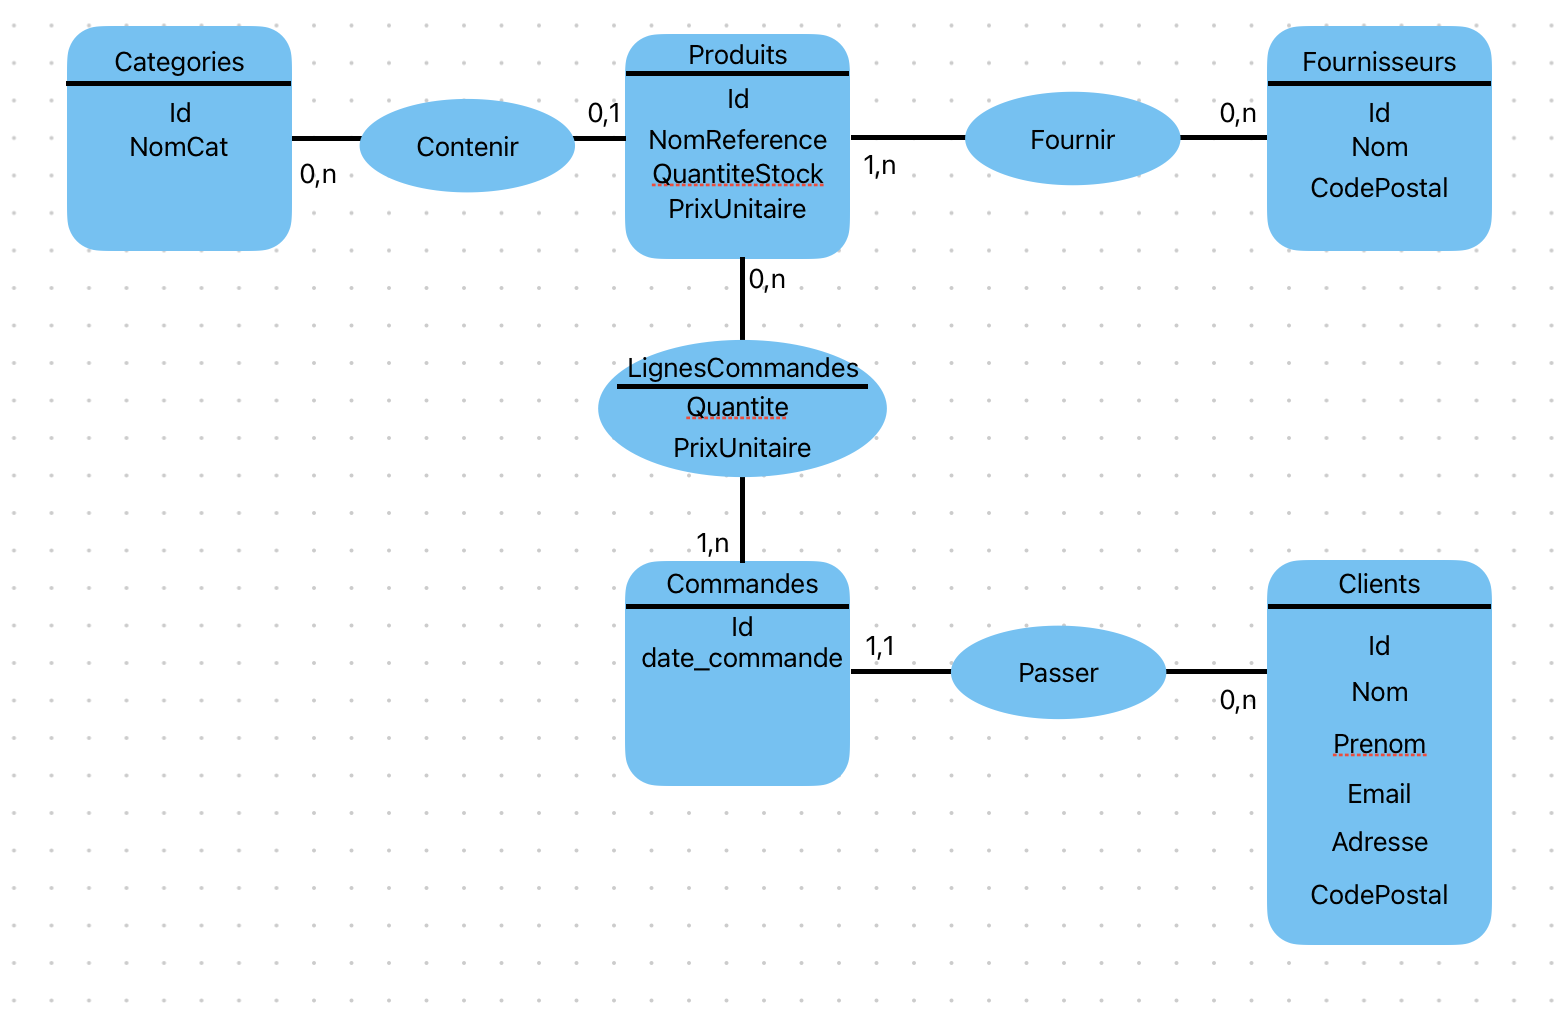 Categories
Id
NomCat
0,n
Contenir
0,1
Produits
Id
NomReference
QuantiteStock
PrixUnitaire
1,n
Fournir
0,n
Fournisseurs
Id
Nom
CodePostal
0,n
LignesCommandes
Quantite
PrixUnitaire
1,n
Commandes
Id
date_commande
1,1
Passer
0,n
Clients
Id
Nom
Prenom
Email
Adresse
CodePostal